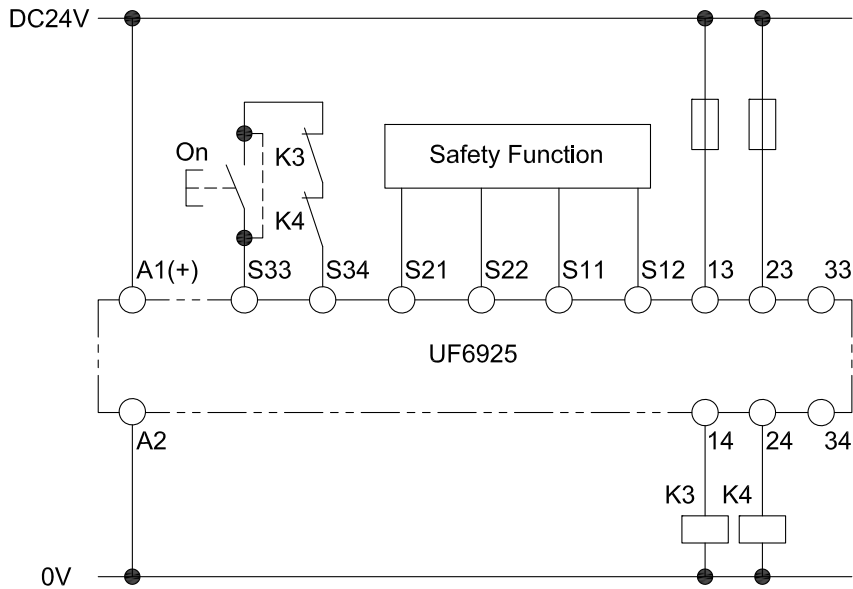 DC24V
On
K3
Safety Function
K4
A1(+)
S33
S34
S21
S22
S11
S12
13
23
33
UF6925
A2
14
24
34
K3
K4
0V